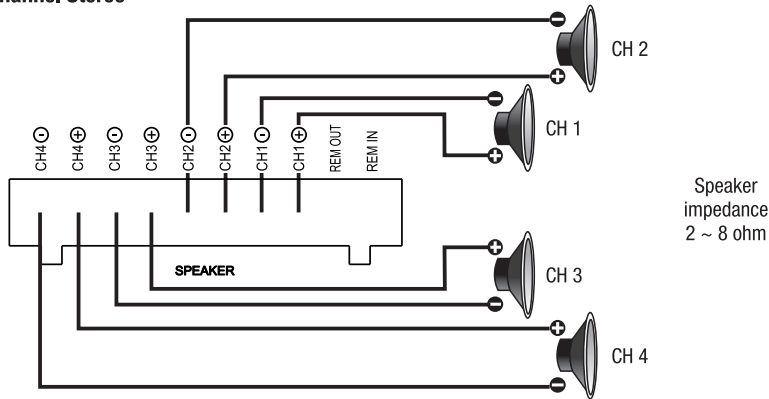 CH 2
CH 1
CH4 -
CH4 +
CH3 -
CH3 +
CH2 -
CH2 +
CH1 -
CH1 +
REM OUT
REM IN
Speaker
impedance
2 ~ 8 ohm
SPEAKER
CH 3
CH 4